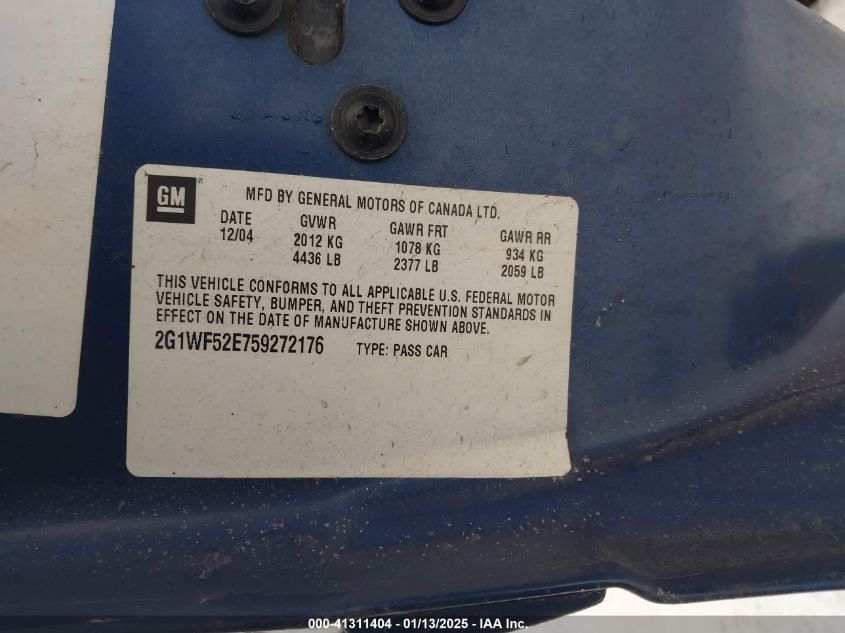 GM
MFD BY GENERAL MOTORS OF CANADA LTD.
DATE GVWR GAWR FRT GAWR RR
12/04 2012 KG 1078 KG 934 KG
4436 LB 2377 LB 2059 LB
THIS VEHICLE CONFORMS TO ALL APPLICABLE U.S. FEDERAL MOTOR
VEHICLE SAFETY, BUMPER, AND THEFT PREVENTION STANDARDS IN
EFFECT ON THE DATE OF MANUFACTURE SHOWN ABOVE.
2G1WF52E759272176 TYPE: PASS CAR
000-41311404 - 01/13/2025 - IAA Inc.